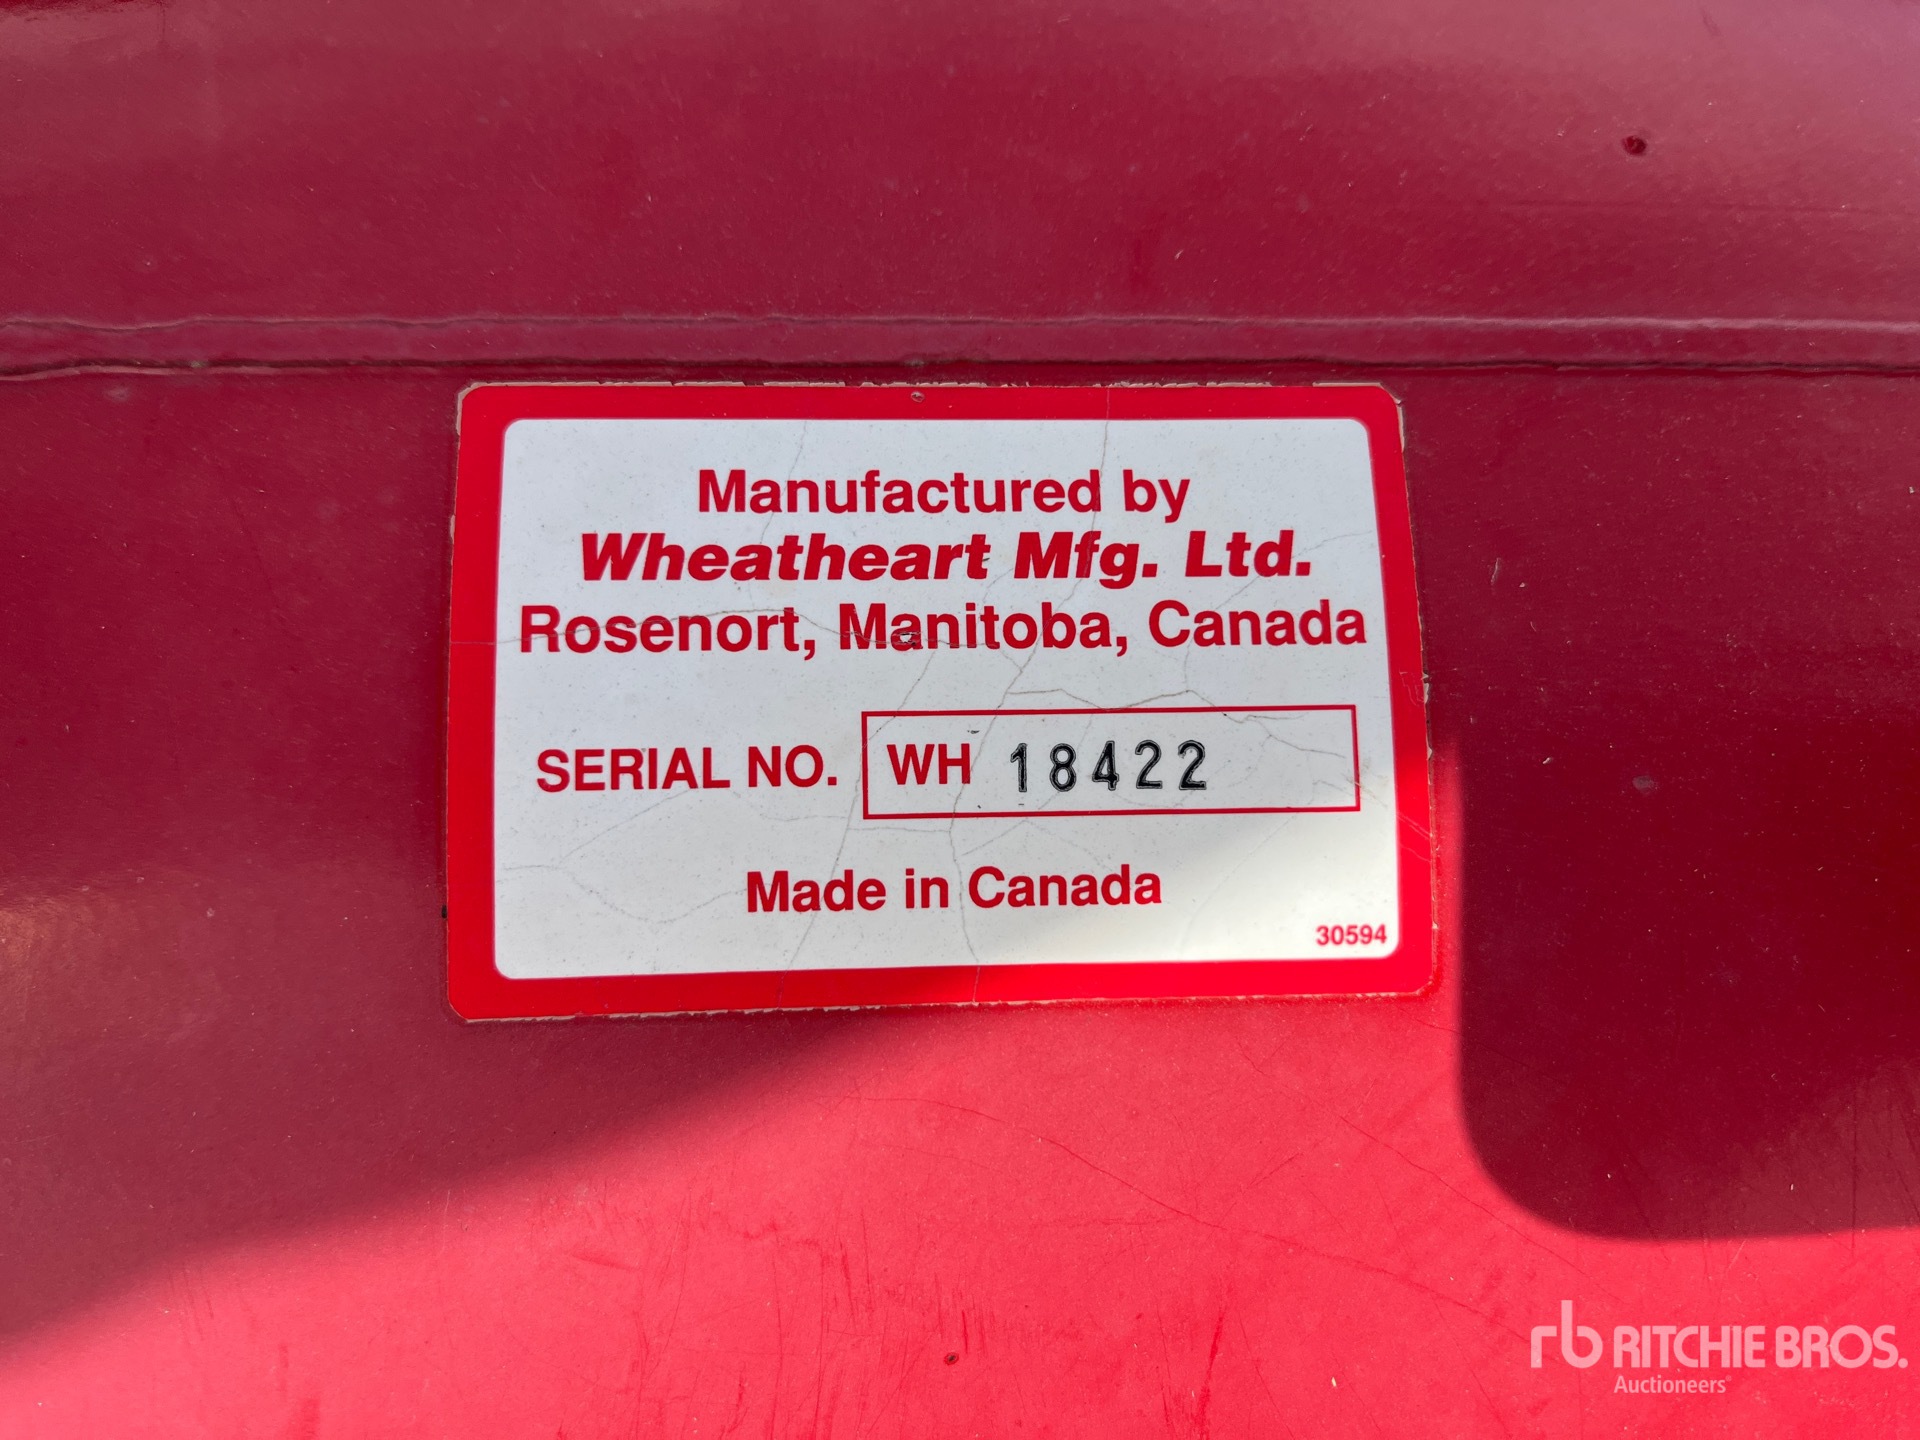 Manufactured by
Wheatheart Mfg. Ltd.
Rosenort, Manitoba, Canada
SERIAL NO. WH 18422
Made in Canada
30594
rb RITCHIE BROS.
Auctioneers